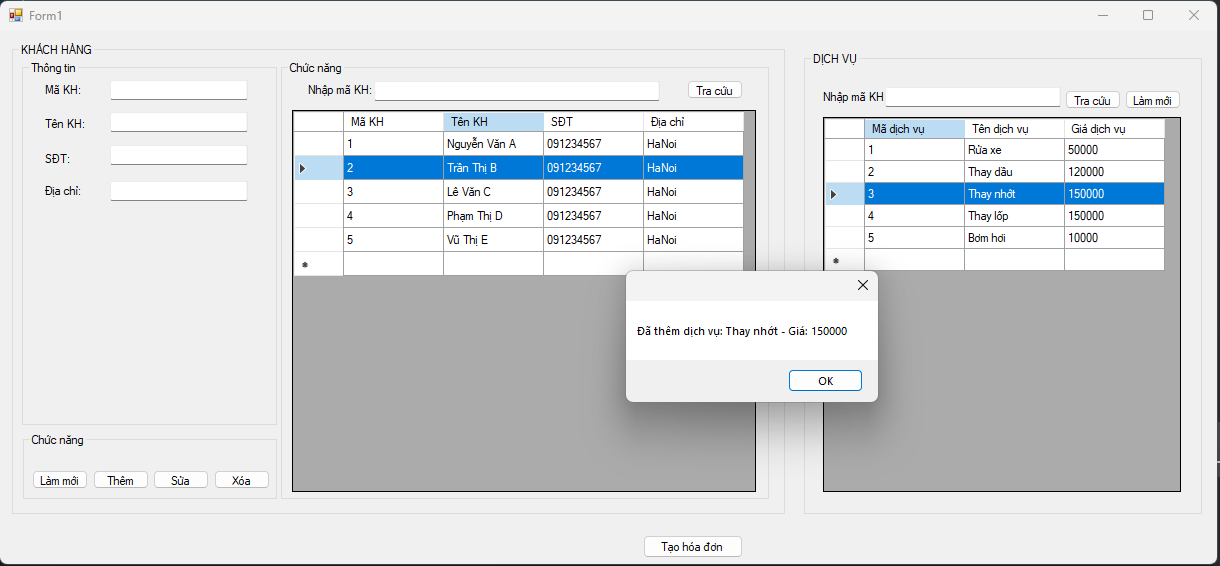 Form1
KHÁCH HÀNG
Thông tin
Mã KH:
Tên KH:
SĐT:
Địa chỉ:
Chức năng
Làm mới Thêm Sửa Xóa
Chức năng
Nhập mã KH: Tra cứu
Mã KH Tên KH SĐT Địa chỉ
1 Nguyễn Văn A 091234567 HaNoi
2 Trần Thị B 091234567 HaNoi
3 Lê Văn C 091234567 HaNoi
4 Phạm Thị D 091234567 HaNoi
5 Vũ Thị E 091234567 HaNoi
DỊCH VỤ
Nhập mã KH Tra cứu Làm mới
Mã dịch vụ Tên dịch vụ Giá dịch vụ
1 Rửa xe 50000
2 Thay dầu 120000
3 Thay nhớt 150000
4 Thay lốp 150000
5 Bơm hơi 10000
Đã thêm dịch vụ: Thay nhớt - Giá: 150000
OK
Tạo hóa đơn